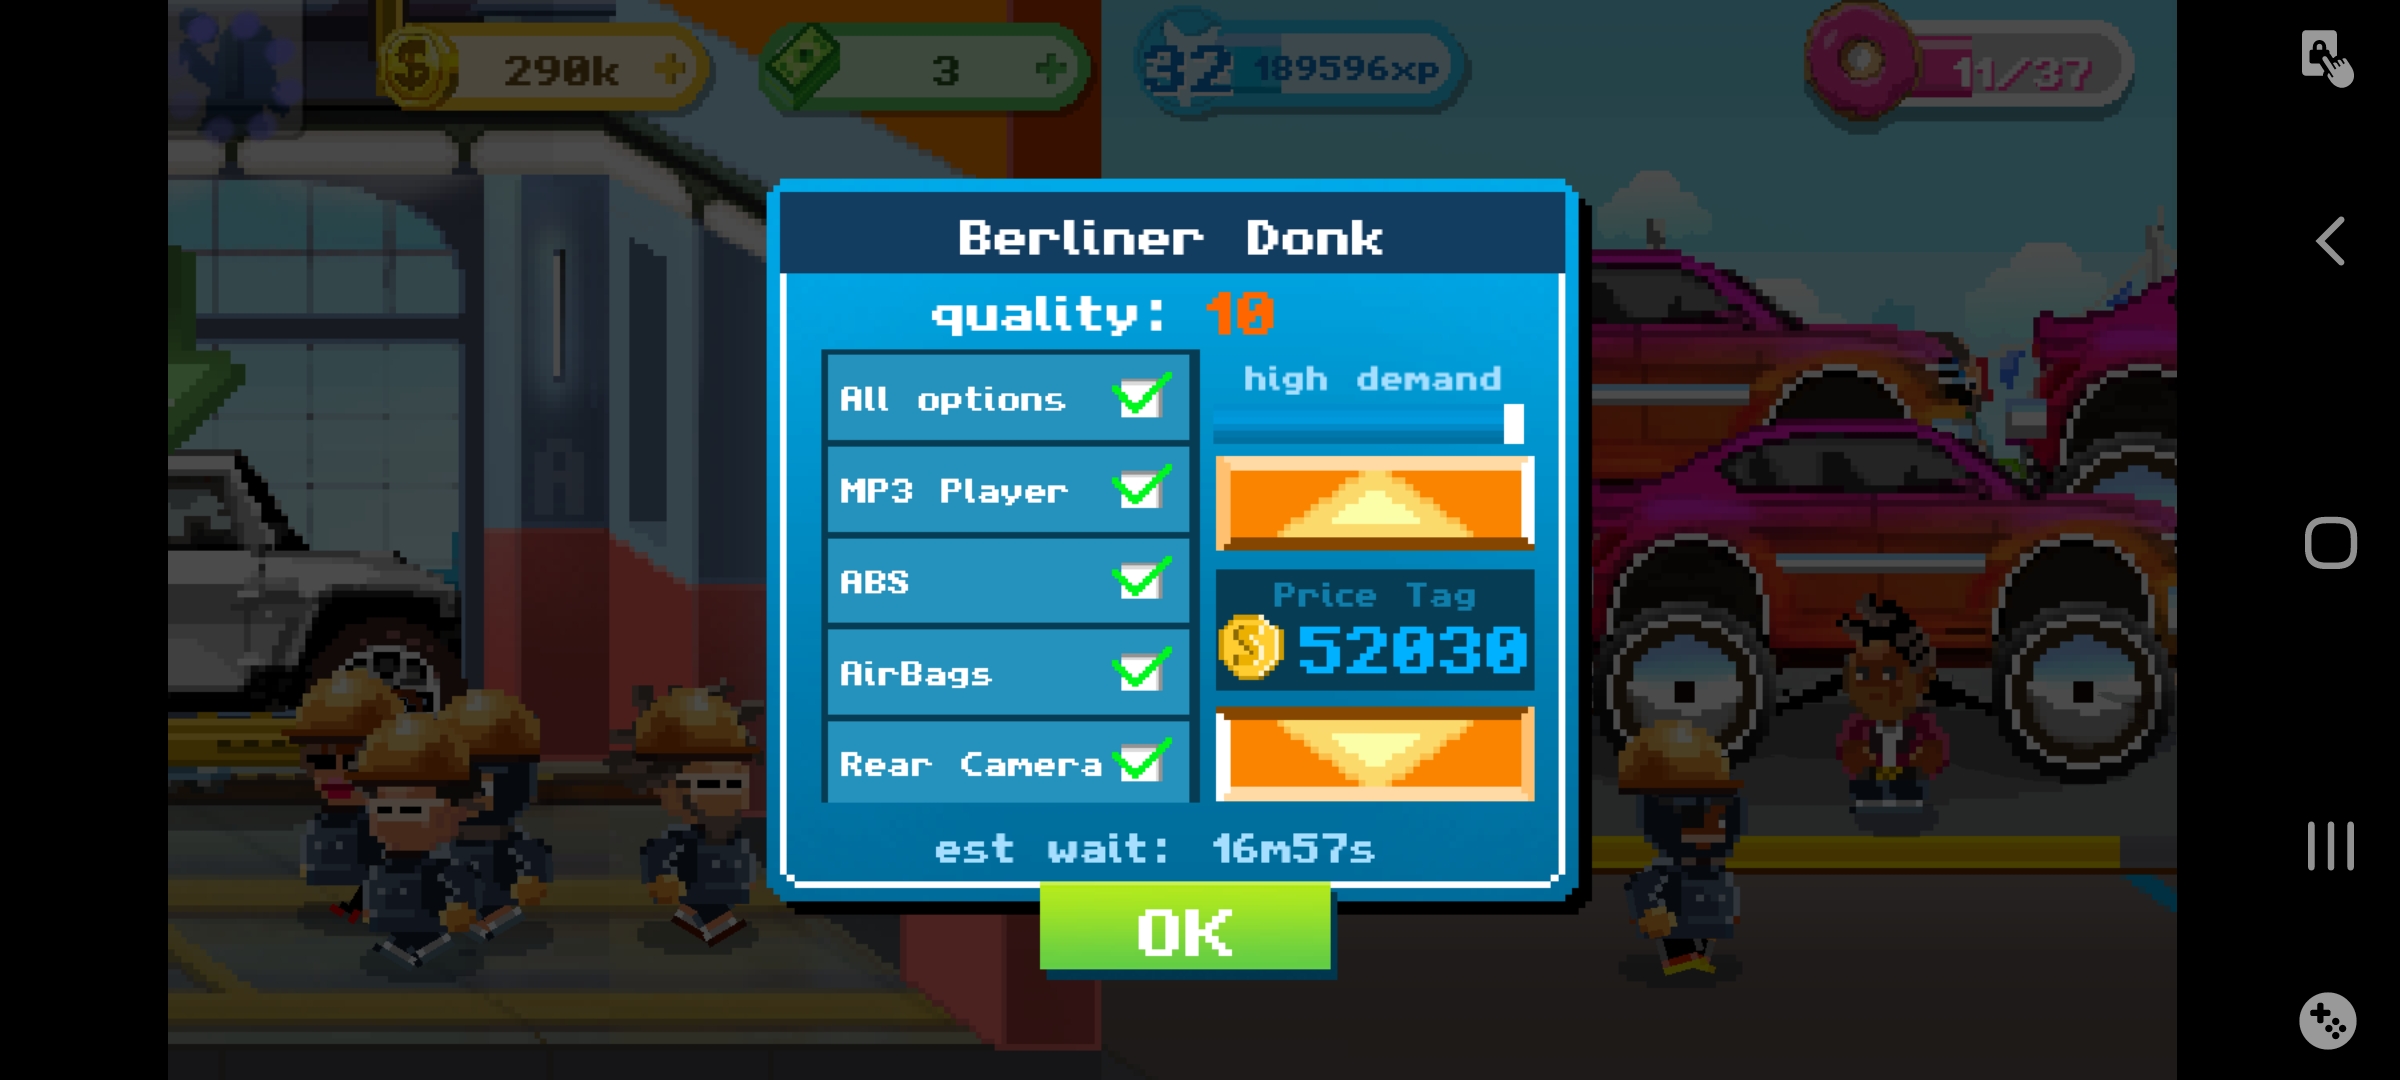 290k
3
32 189596xp
11/37
Berliner Donk
quality: 10
All options
MP3 Player
ABS
AirBags
Rear Camera
high demand
Price Tag
52030
est wait: 16m57s
OK
A